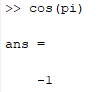 >> cos(pi)
ans =
-1